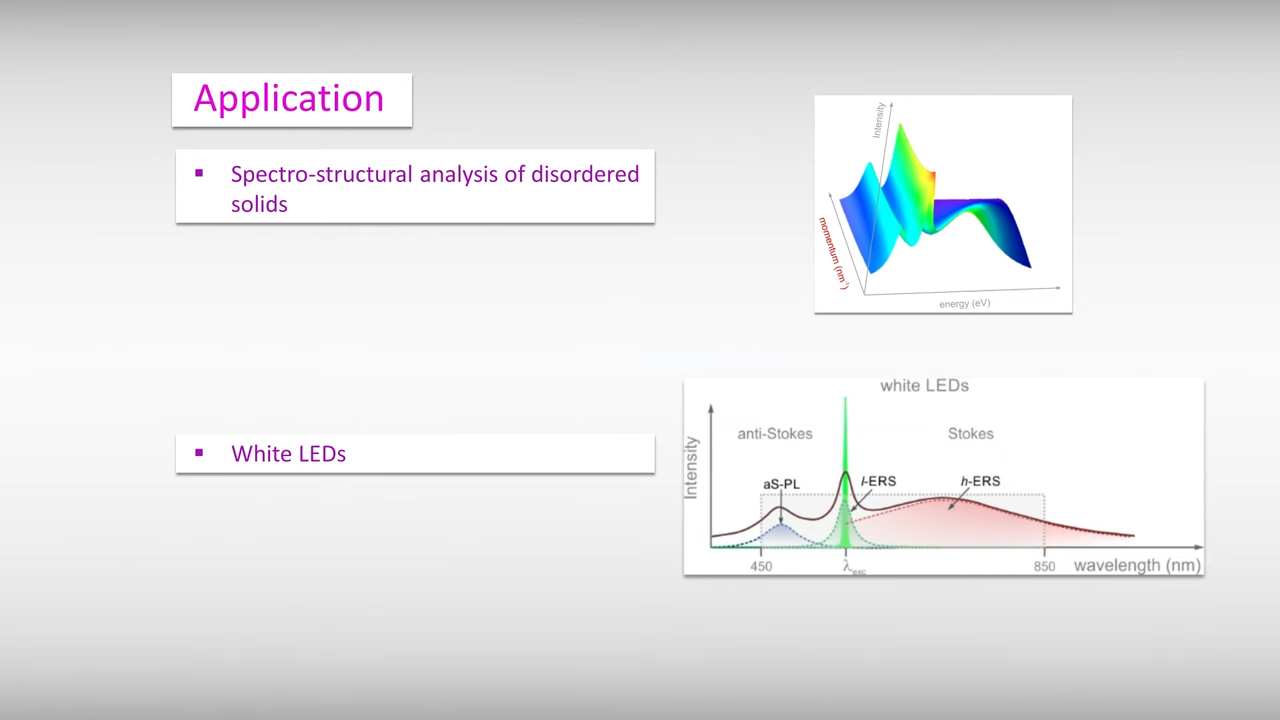 Application
▪ Spectro-structural analysis of disordered
solids
Intensity
momentum (nm⁻¹)
energy (eV)
▪ White LEDs
white LEDs
anti-Stokes
Stokes
Intensity
aS-PL
l-ERS
h-ERS
450
λexc
850
wavelength (nm)